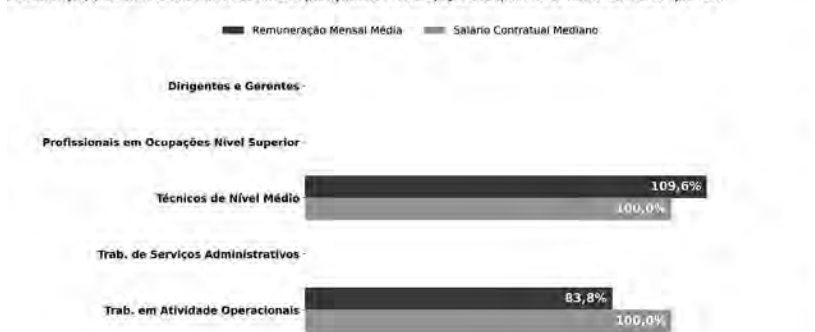 Remuneração Mensal Média Salário Contratual Mediano
Dirigentes e Gerentes
Profissionais em Ocupações Nível Superior
109,6%
Técnicos de Nível Médio
100,0%
Trab. de Serviços Administrativos
83,8%
Trab. em Atividade Operacionais
100,0%